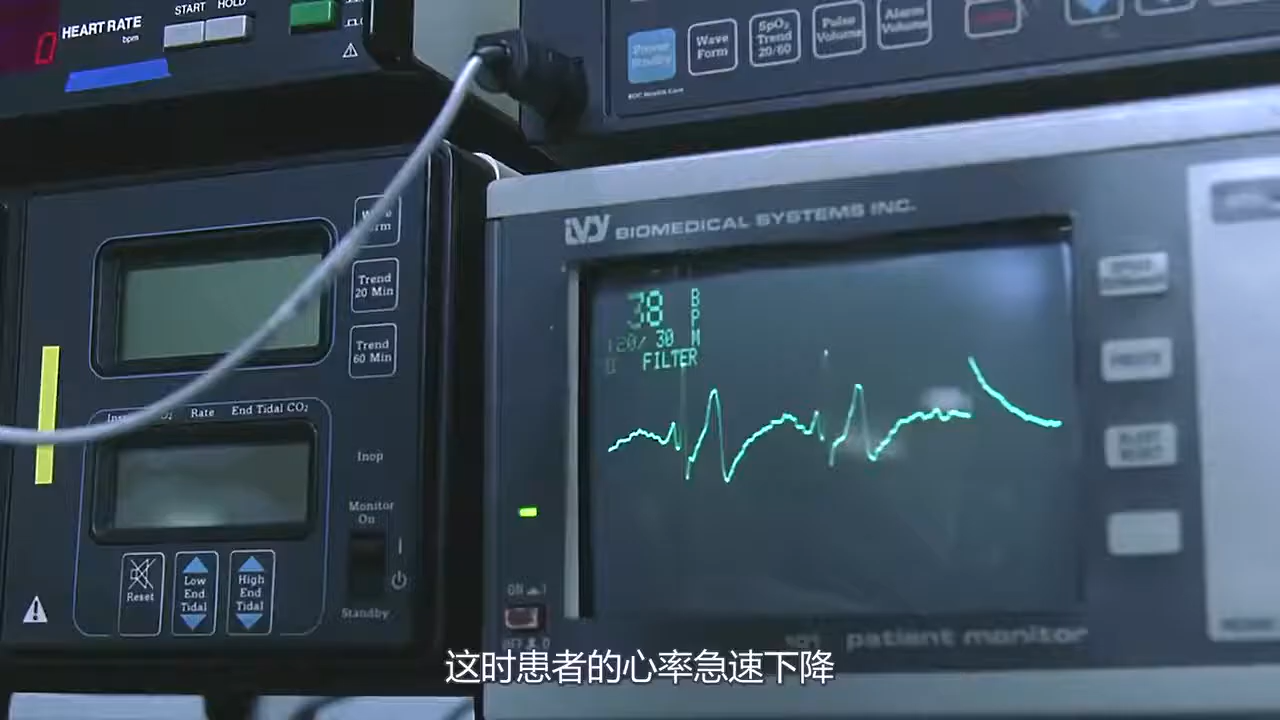 START HOLD
HEART RATE
bpm
0
Wave
Form
SpO₂
Trend
20/60
Pulse
Volume
Alarm
Volume
Power
Standby
Trend
20 Min
Trend
60 Min
Rate
End Tidal CO₂
Inop
Monitor
On
Standby
Reset
Low
End
Tidal
High
End
Tidal
iVY BIOMEDICAL SYSTEMS INC.
38
BPM
120/ 30
FILTER
ON
patient monitor
这时患者的心率急速下降